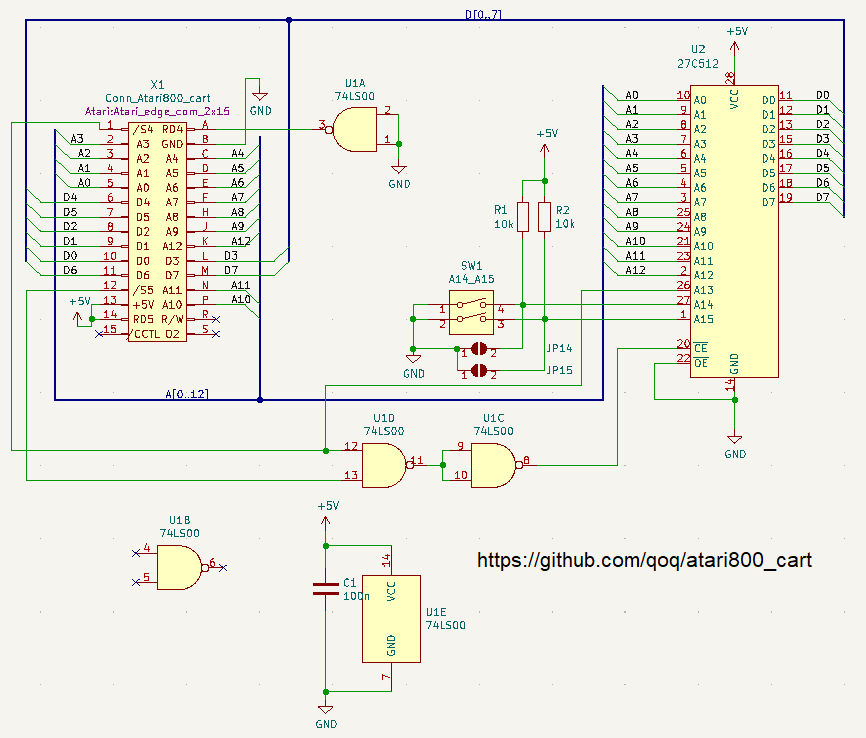 D[0..7]
X1
Conn_Atari800_cart
Atari:Atari_edge_com_2x15
GND
1 /S4 RD4 A
A3 2 A3 GND B
A2 3 A2 A4 C A4
A1 4 A1 A5 D A5
A0 5 A0 A6 E A6
D4 6 D4 A7 F A7
D5 7 D5 A8 H A8
D2 8 D2 A9 J A9
D1 9 D1 A12 K A12
D0 10 D0 D3 L D3
D6 11 D6 D7 M D7
12 /S5 A11 N A11
+5V 13 +5V A10 P A10
14 RD5 R/W R
15 /CCTL O2 S
A[0..12]
U1A
74LS00
3
2
1
GND
+5V
R1
10k
R2
10k
SW1
A14_A15
1 4
2 3
GND
1 2 JP14
1 2 JP15
+5V
U2
27C512
28
VCC
A0 10 A0 D0 11 D0
A1 9 A1 D1 12 D1
A2 8 A2 D2 13 D2
A3 7 A3 D3 15 D3
A4 6 A4 D4 16 D4
A5 5 A5 D5 17 D5
A6 4 A6 D6 18 D6
A7 3 A7 D7 19 D7
A8 25 A8
A9 24 A9
A10 21 A10
A11 23 A11
A12 2 A12
26 A13
27 A14
1 A15
20 CE
22 OE
GND
14
GND
U1D
74LS00
12
13
11
U1C
74LS00
9
10
8
U1B
74LS00
4
5
6
+5V
14
VCC
C1
100n
U1E
74LS00
GND
7
GND
https://github.com/qoq/atari800_cart